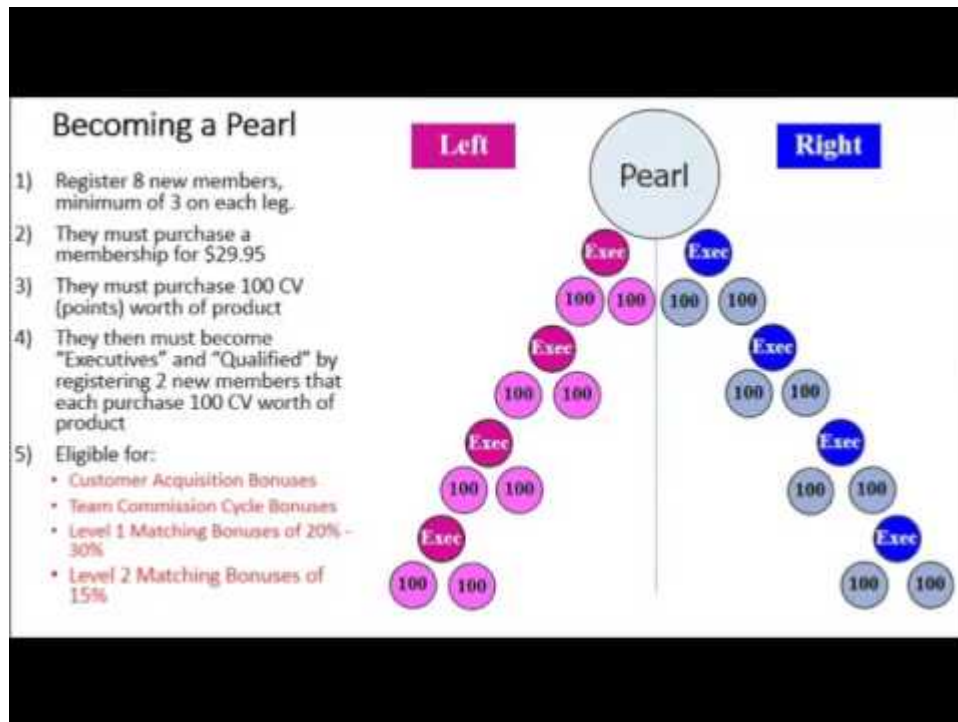 Becoming a Pearl
1) Register 8 new members,
minimum of 3 on each leg.
2) They must purchase a
membership for $29.95
3) They must purchase 100 CV
(points) worth of product
4) They then must become
"Executives" and "Qualified" by
registering 2 new members that
each purchase 100 CV worth of
product
5) Eligible for:
• Customer Acquisition Bonuses
• Team Commission Cycle Bonuses
• Level 1 Matching Bonuses of 20% -
30%
• Level 2 Matching Bonuses of
15%
Left
Right
Pearl
Exec
Exec
100
100
100
100
Exec
Exec
100
100
100
100
Exec
Exec
100
100
100
100
Exec
Exec
100
100
100
100